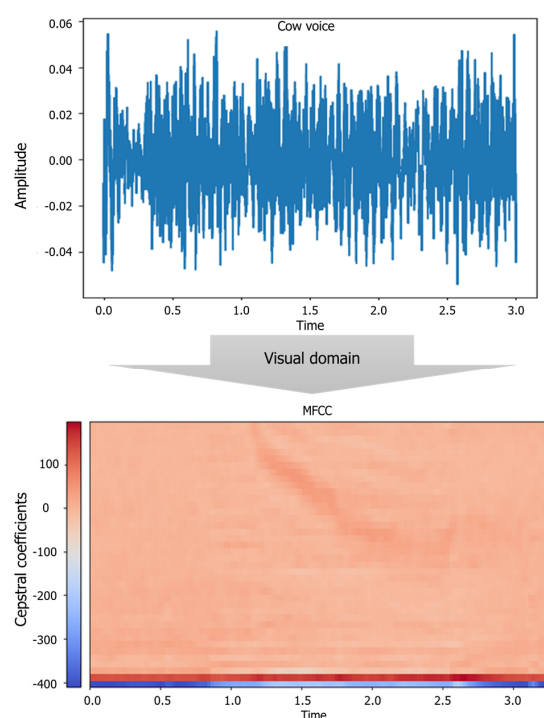 Cow voice
0.06
0.04
0.02
0.00
-0.02
-0.04
Amplitude
0.0 0.5 1.0 1.5 2.0 2.5 3.0
Time
Visual domain
MFCC
100
0
-100
-200
-300
-400
Cepstral coefficients
0.0 0.5 1.0 1.5 2.0 2.5 3.0
Time